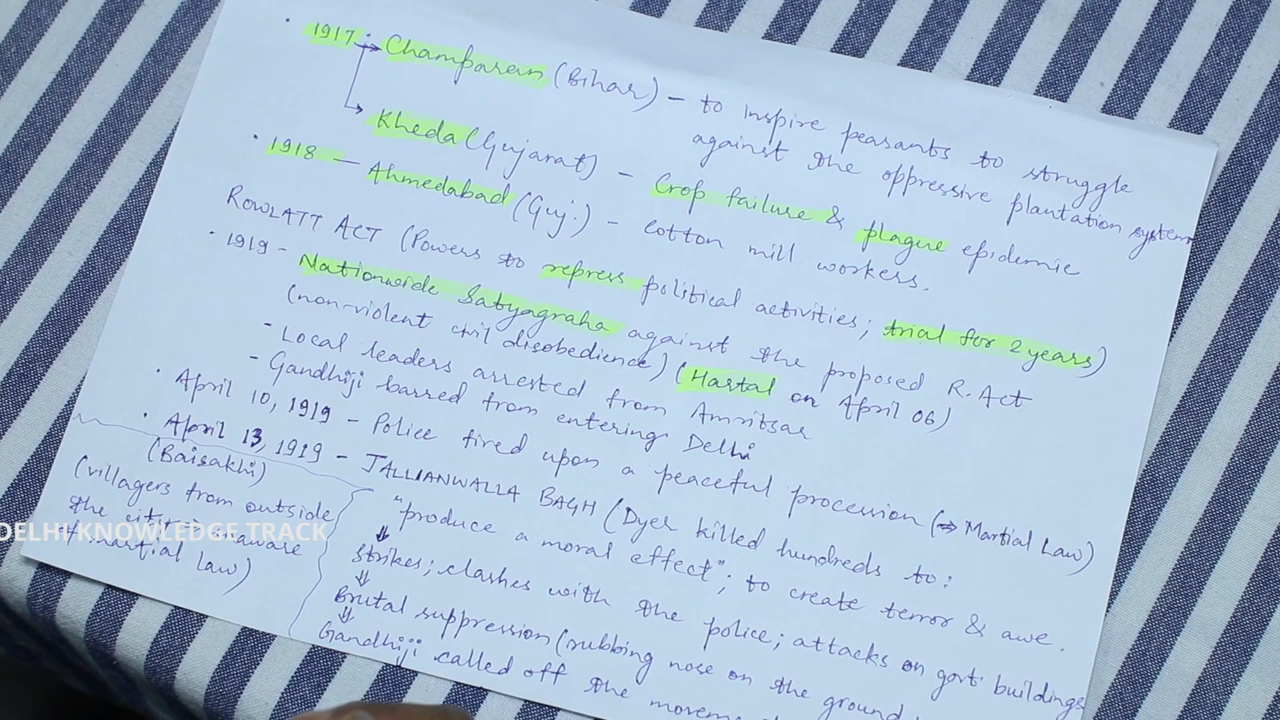 • 1917 → Champaran (Bihar) – to inspire peasants to struggle
against the oppressive plantation system
→ Kheda (Gujarat) – Crop failure & plague epidemic
• 1918 — Ahmedabad (Guj.) – cotton mill workers.
ROWLATT ACT (Powers to repress political activities; trial for 2 years)
• 1919 – Nationwide Satyagraha against the proposed R. Act
(non-violent civil disobedience) (Hartal on April 06)
- Local leaders arrested from Amritsar
- Gandhiji barred from entering Delhi
• April 10, 1919 – Police fired upon a peaceful procession (⇒ Martial Law)
• April 13, 1919 – JALLIANWALLA BAGH (Dyer killed hundreds to:
(Baisakhi)
"produce a moral effect"; to create terror & awe.
(villagers from outside
the city
martial law)
⇓
Strikes; clashes with the police; attacks on govt. buildings
⇓
Brutal suppression (rubbing nose on the ground
⇓
Gandhiji called off the
DELHI KNOWLEDGE TRACK